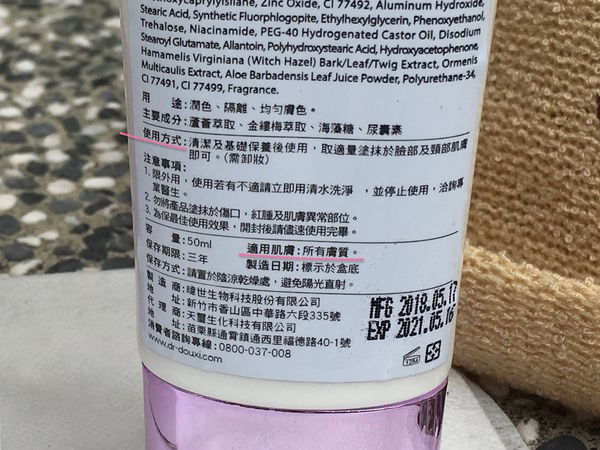 Methoxycaprylylsilane, Zinc Oxide, CI 77492, Aluminum Hydroxide,
Stearic Acid, Synthetic Fluorphlogopite, Ethylhexylglycerin, Phenoxyethanol,
Trehalose, Niacinamide, PEG-40 Hydrogenated Castor Oil, Disodium
Stearoyl Glutamate, Allantoin, Polyhydroxystearic Acid, Hydroxyacetophenone,
Hamamelis Virginiana (Witch Hazel) Bark/Leaf/Twig Extract, Ormenis
Multicaulis Extract, Aloe Barbadensis Leaf Juice Powder, Polyurethane-34,
CI 77491, CI 77499, Fragrance.
用 途:潤色、隔離、均勻膚色。
主要成分:蘆薈萃取、金縷梅萃取、海藻糖、尿囊素
使用方式:清潔及基礎保養後使用,取適量塗抹於臉部及頸部肌膚
即可。(需卸妝)
注意事項:
1. 限外用,使用若有不適請立即用清水洗淨 ,並停止使用,洽詢專
業醫生。
2. 勿將產品塗抹於傷口,紅腫及肌膚異常部位。
3. 為保最佳使用效果,開封後請儘速使用完畢。
容 量:50ml 適用肌膚:所有膚質。
保存期限:三年 製造日期:標示於盒底
保存方式:請置於陰涼乾燥處,避免陽光直射。
製 造 商:暐世生物科技股份有限公司
地 址:新竹市香山區中華路六段335號
代 理 商:天璽生化科技有限公司
地 址:苗栗縣通霄鎮通西里福德路40-1號
消費者諮詢專線:0800-037-008
www.dr-douxi.com
MFG 2018.05.17
EXP 2021.05.16
12M